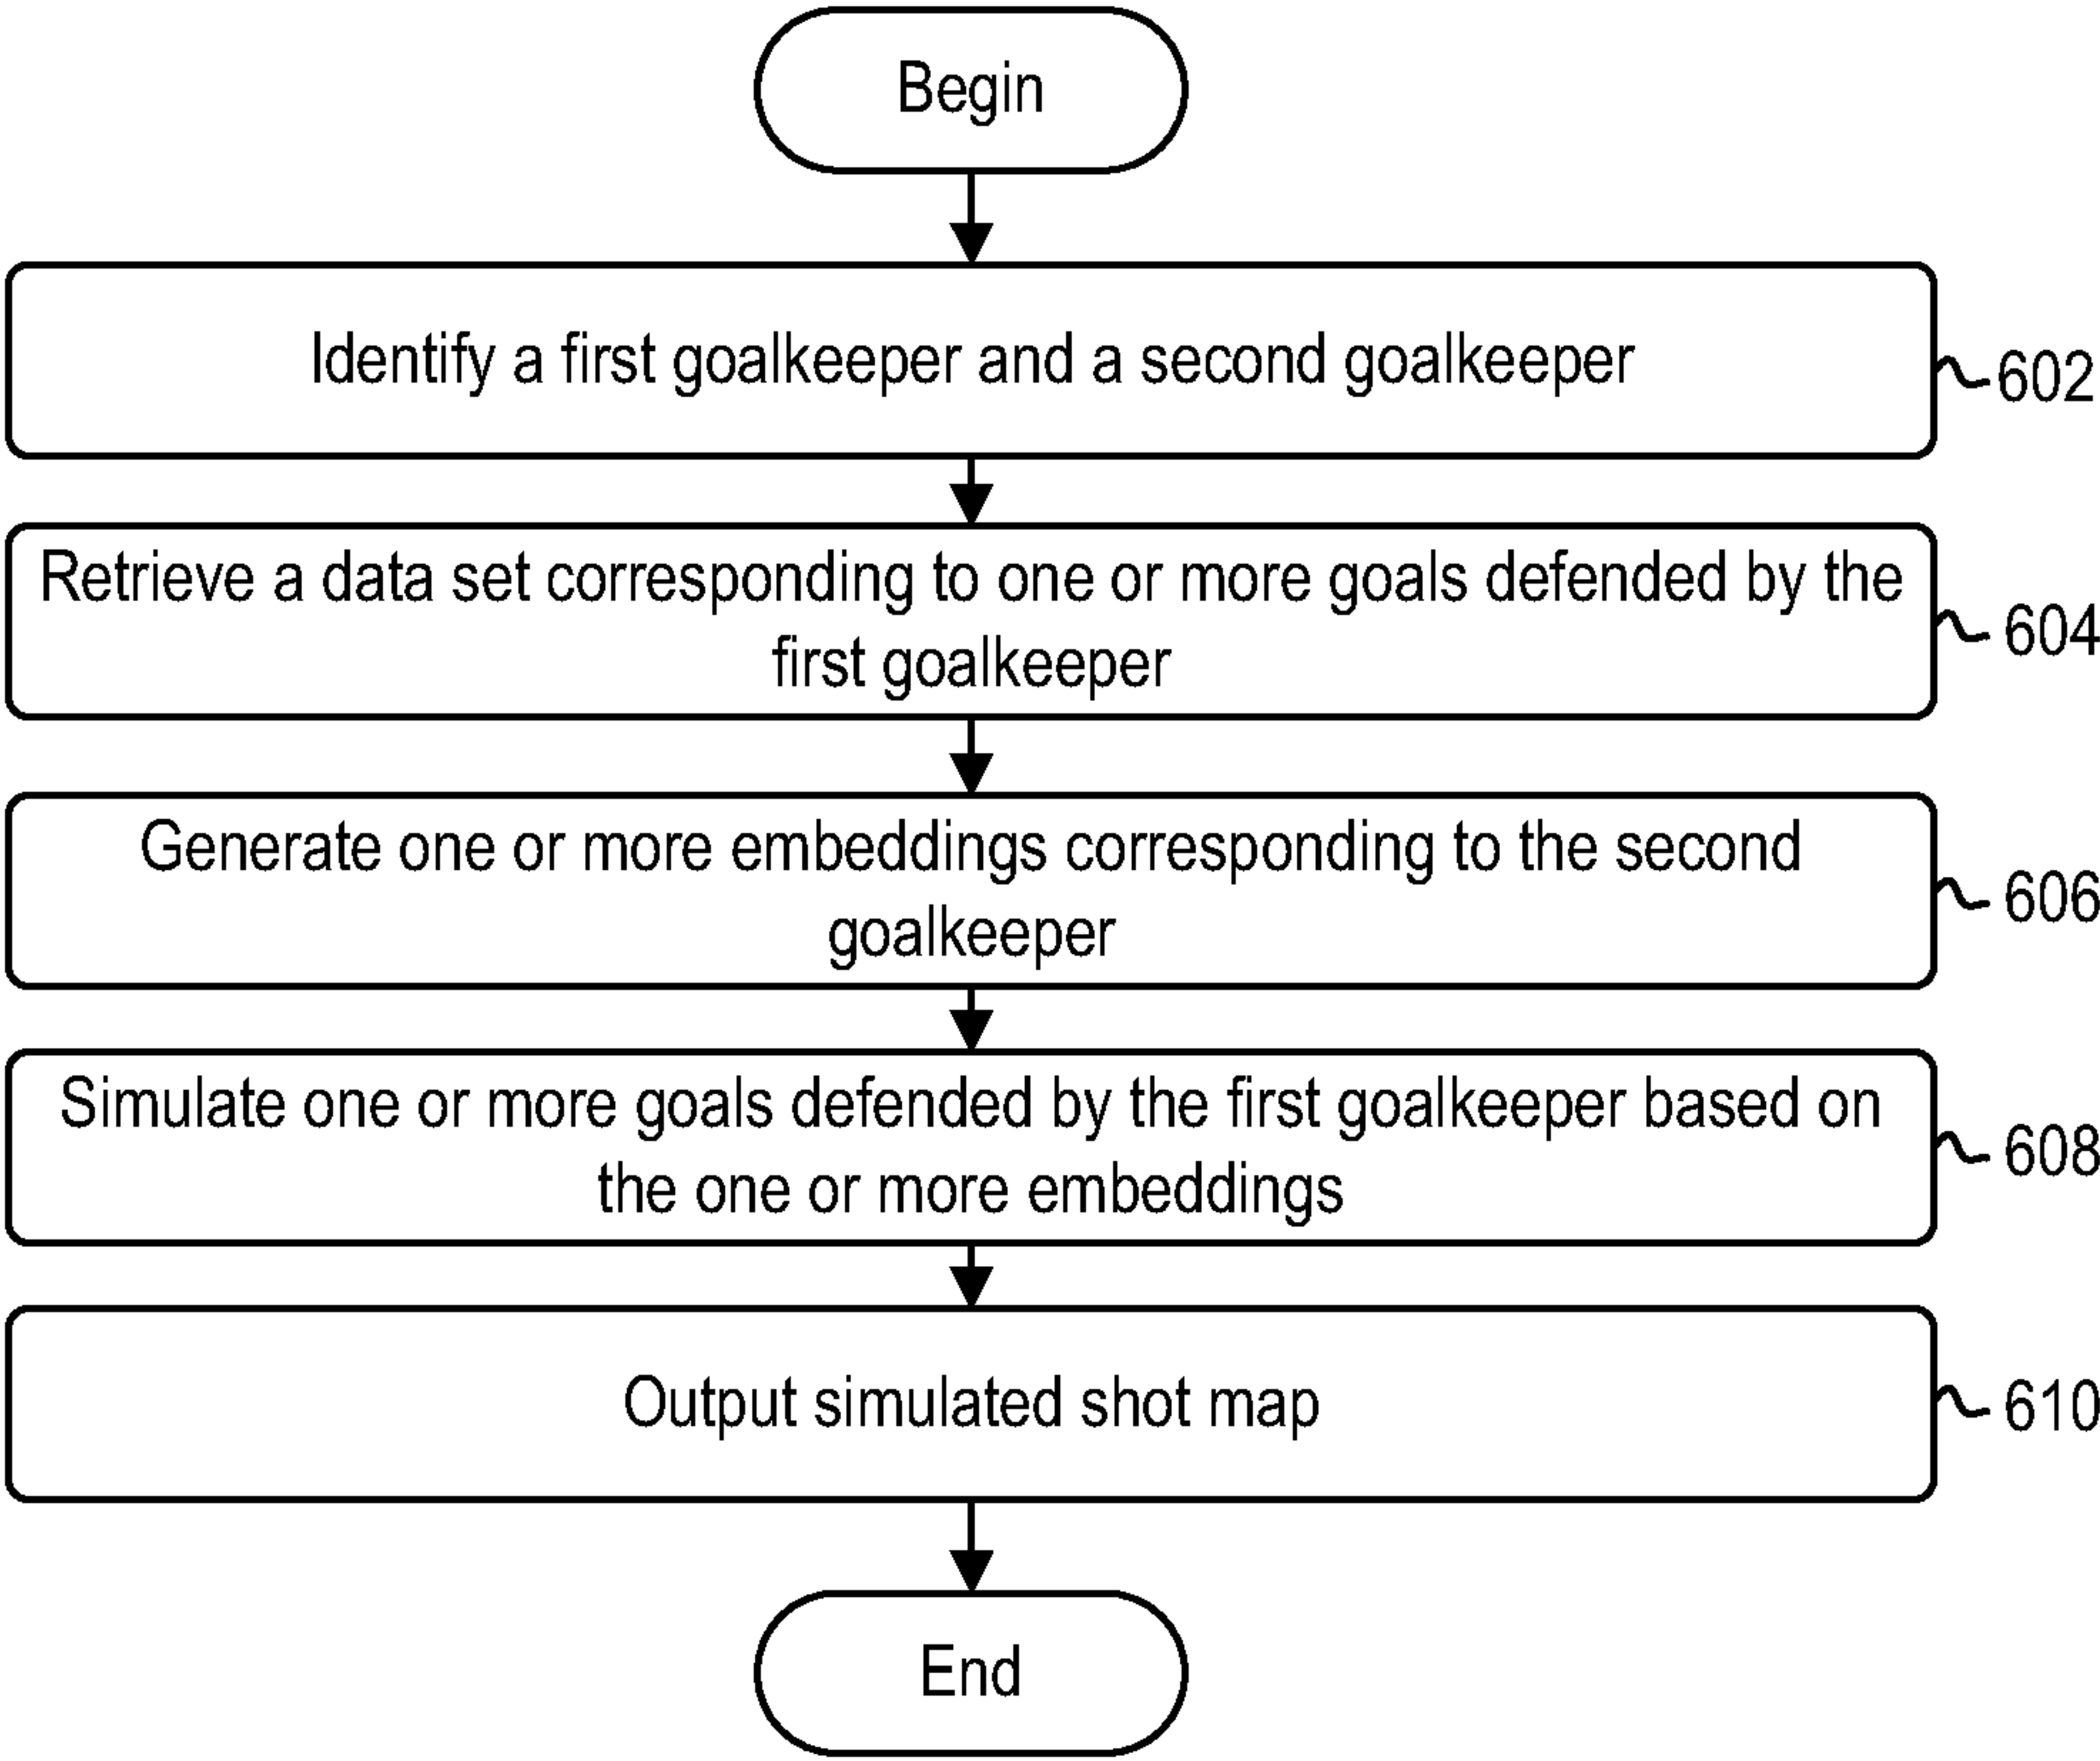 Begin
Identify a first goalkeeper and a second goalkeeper
602
Retrieve a data set corresponding to one or more goals defended by the
first goalkeeper
604
Generate one or more embeddings corresponding to the second
goalkeeper
606
Simulate one or more goals defended by the first goalkeeper based on
the one or more embeddings
608
Output simulated shot map
610
End